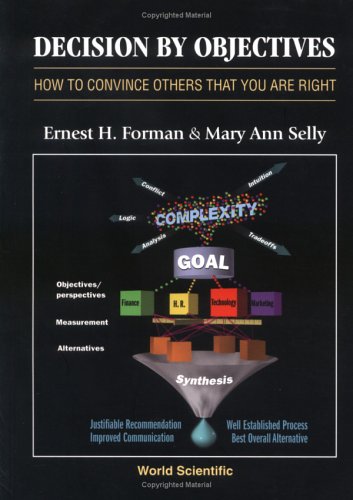 Copyrighted Material
DECISION BY OBJECTIVES
HOW TO CONVINCE OTHERS THAT YOU ARE RIGHT
Ernest H. Forman & Mary Ann Selly
Conflict
Intuition
Logic
COMPLEXITY
Analysis
Tradeoffs
GOAL
Objectives/
perspectives
Finance
H. R.
Technology
Marketing
Measurement
Alternatives
Synthesis
Justifiable Recommendation
Improved Communication
Well Established Process
Best Overall Alternative
World Scientific
Copyrighted Material